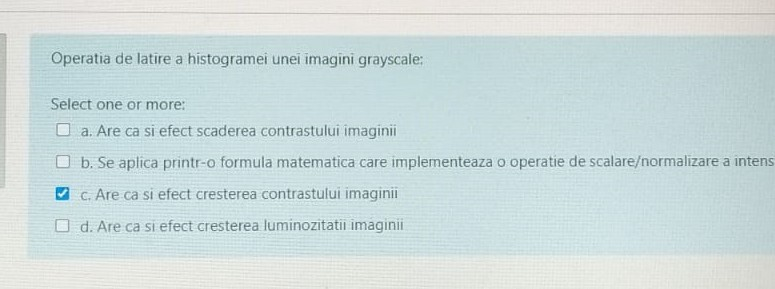 Operatia de latire a histogramei unei imagini grayscale:
Select one or more:
a. Are ca si efect scaderea contrastului imaginii
b. Se aplica printr-o formula matematica care implementeaza o operatie de scalare/normalizare a intens
c. Are ca si efect cresterea contrastului imaginii
d. Are ca si efect cresterea luminozitatii imaginii